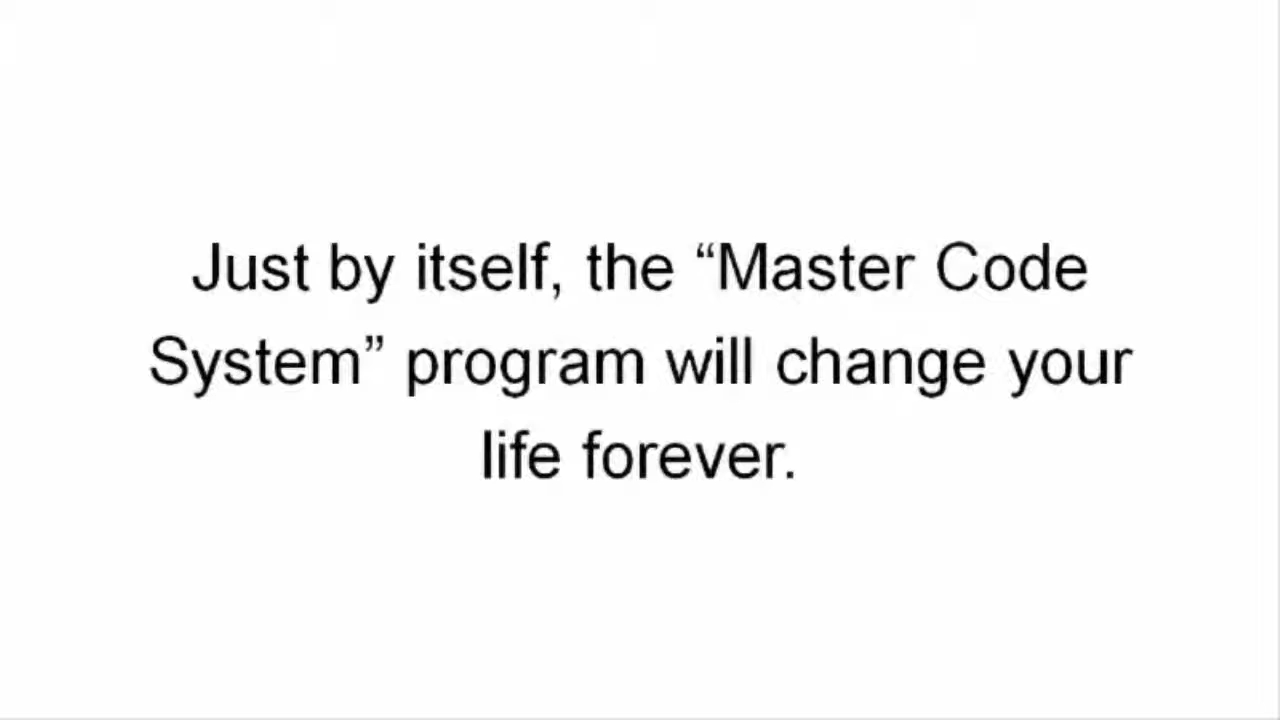 Just by itself, the “Master Code
System” program will change your
life forever.